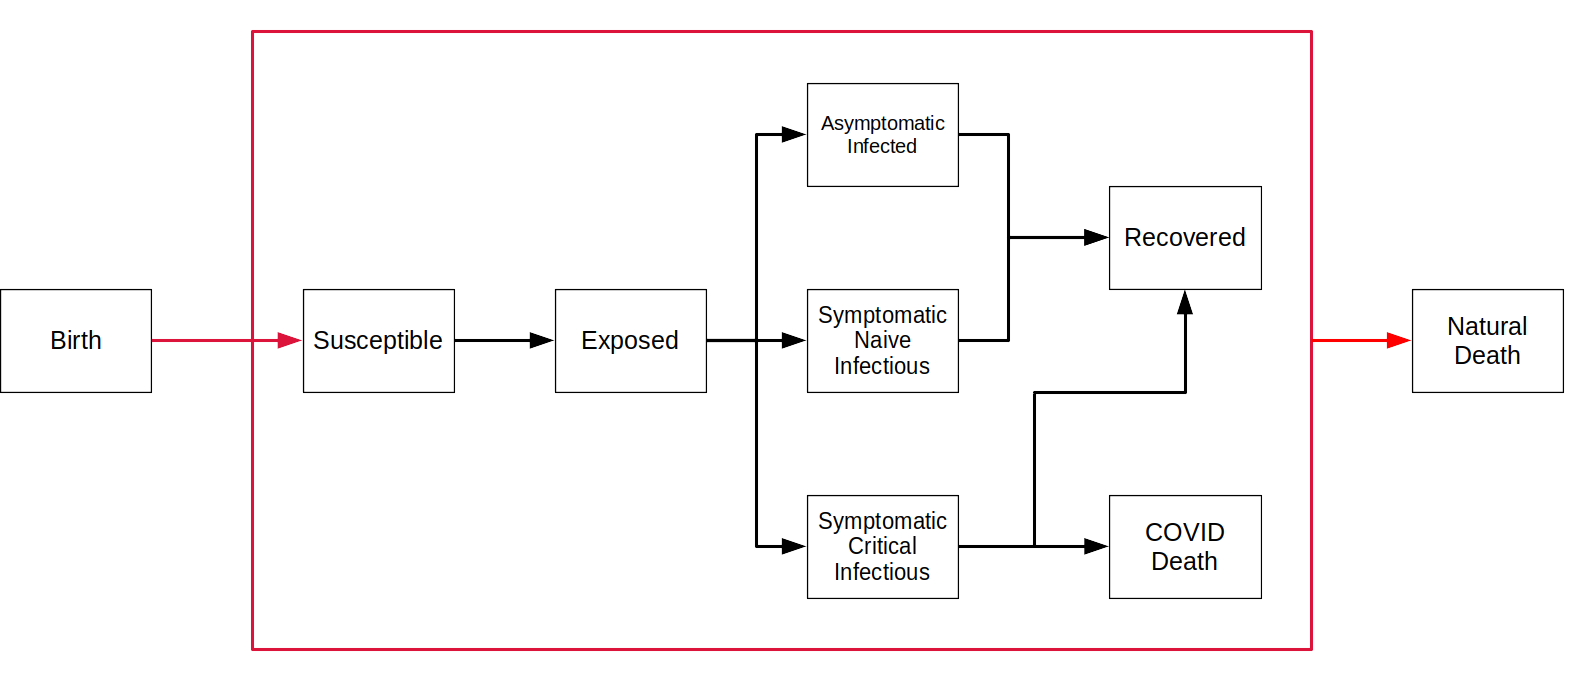 Birth
Susceptible
Exposed
Asymptomatic
Infected
Symptomatic
Naive
Infectious
Symptomatic
Critical
Infectious
Recovered
COVID
Death
Natural
Death